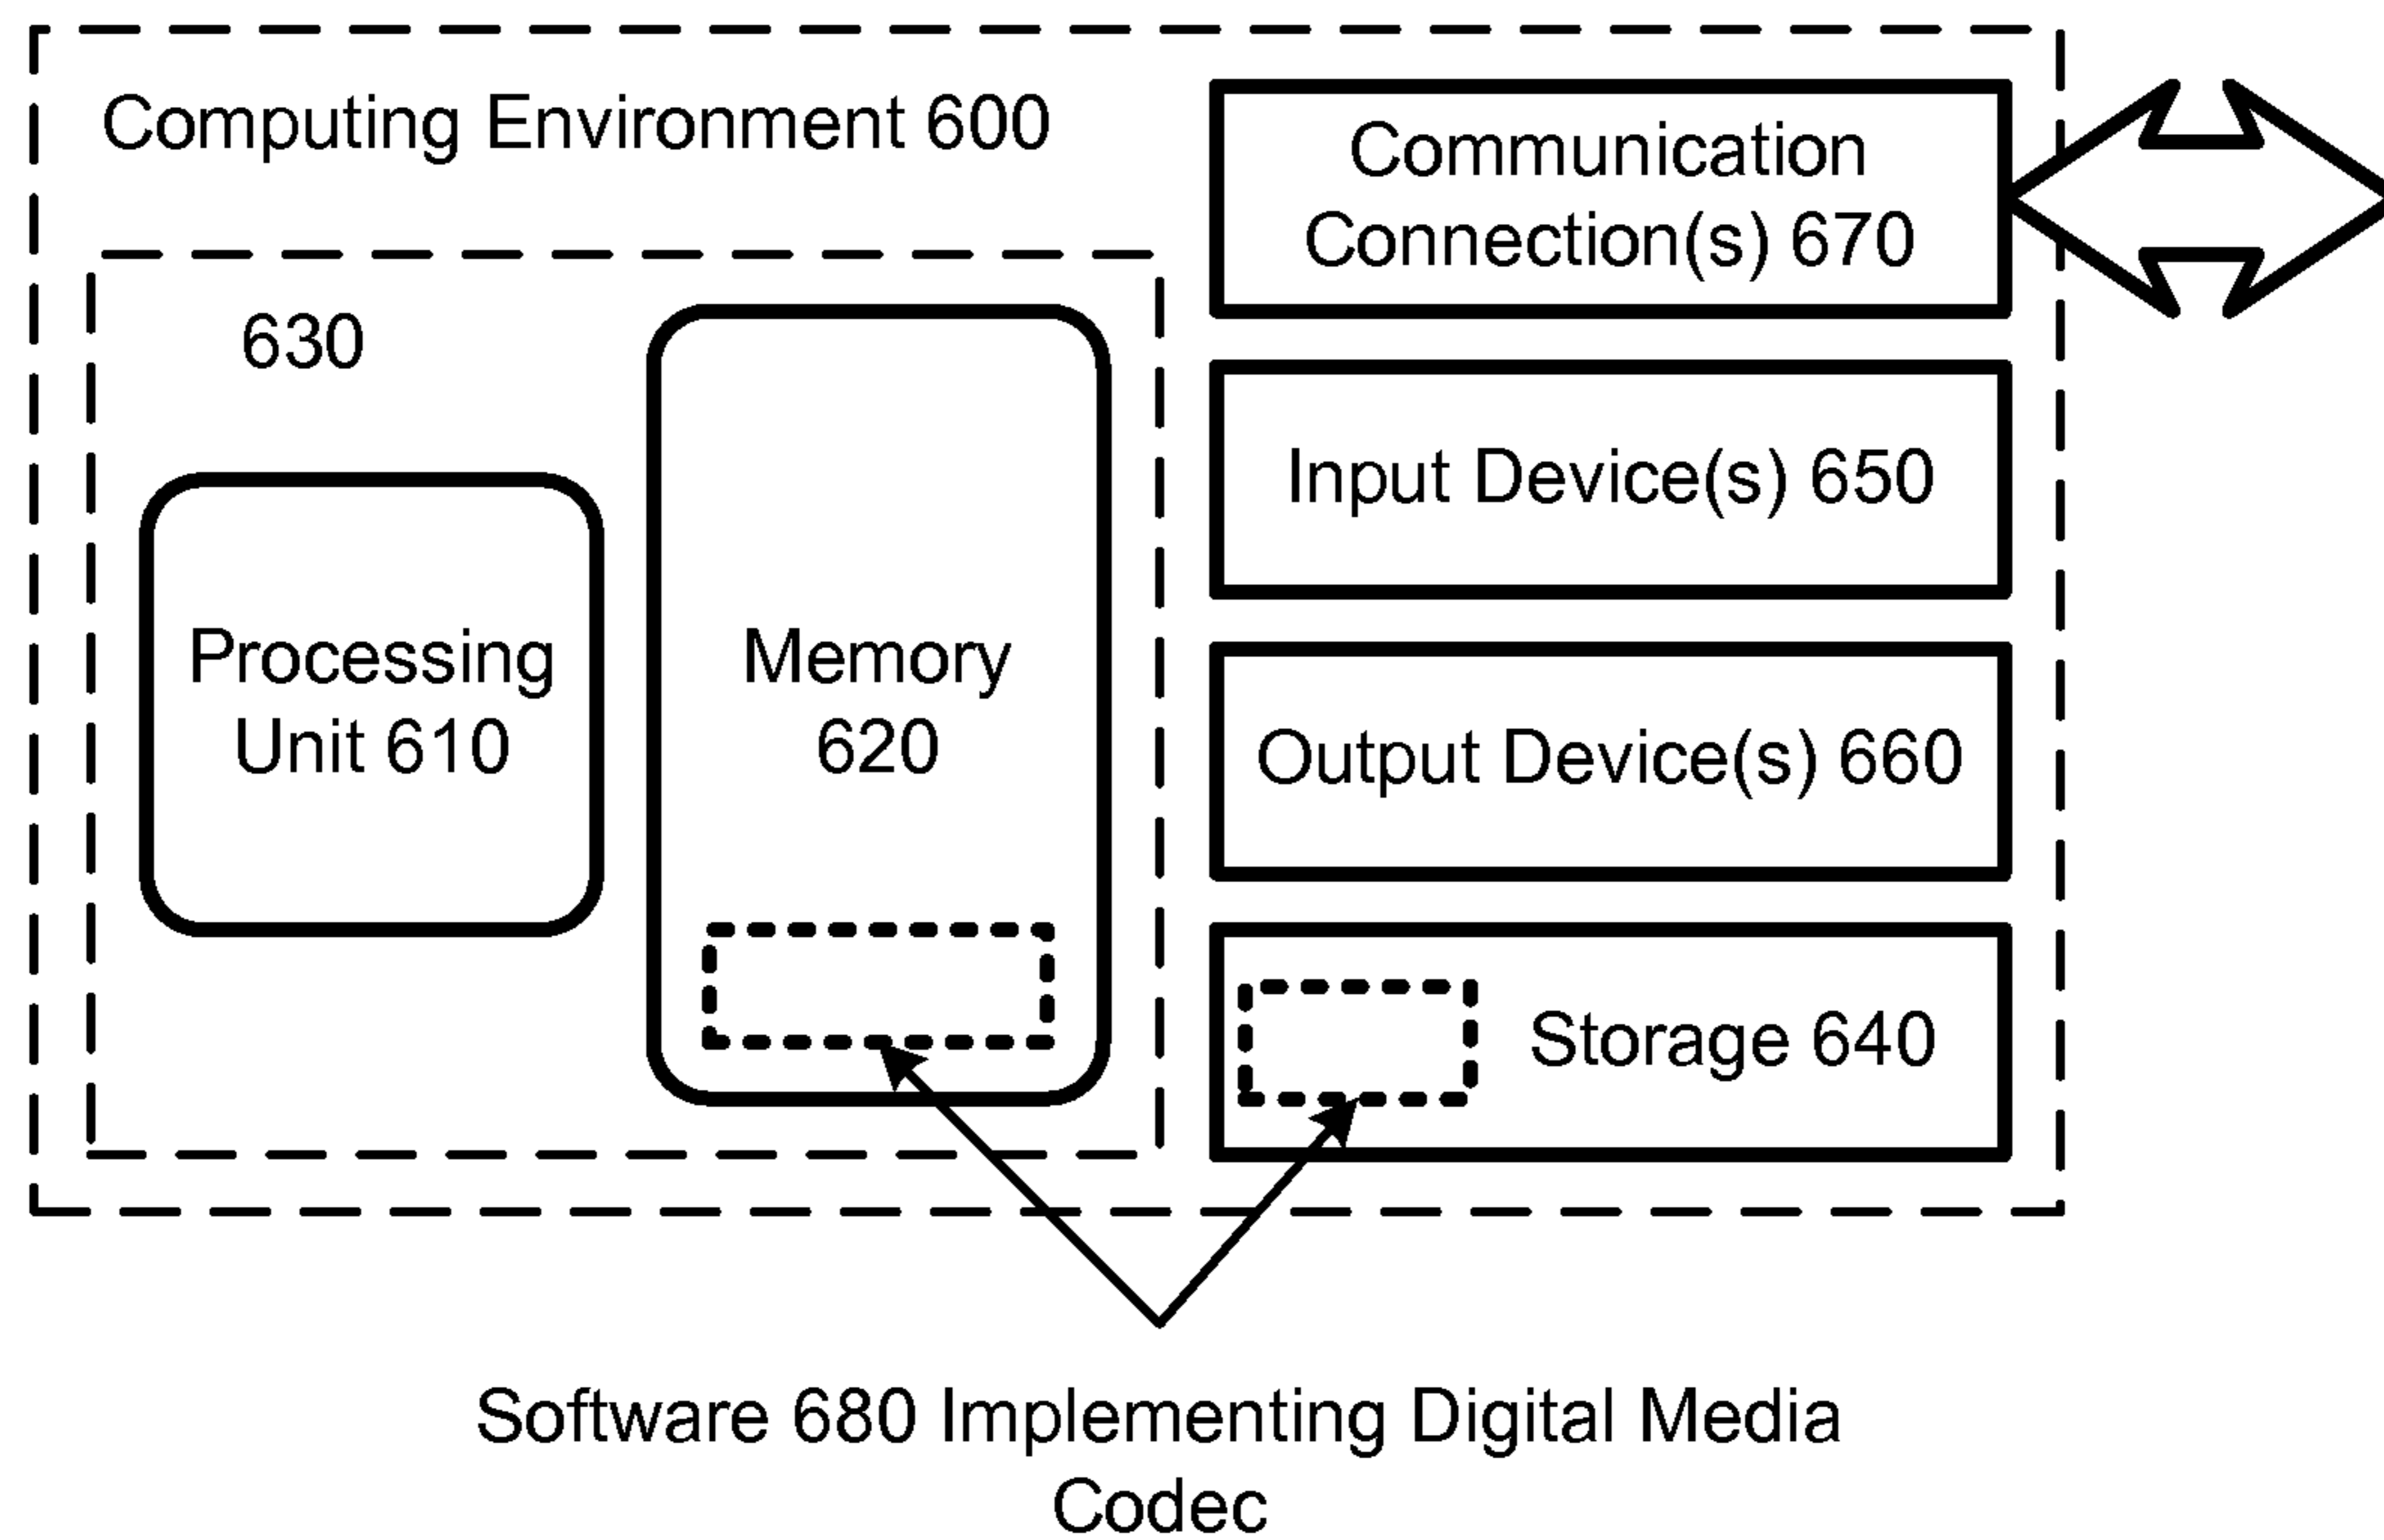 Computing Environment 600
Communication
Connection(s) 670
630
Input Device(s) 650
Processing
Unit 610
Memory
620
Output Device(s) 660
Storage 640
Software 680 Implementing Digital Media
Codec